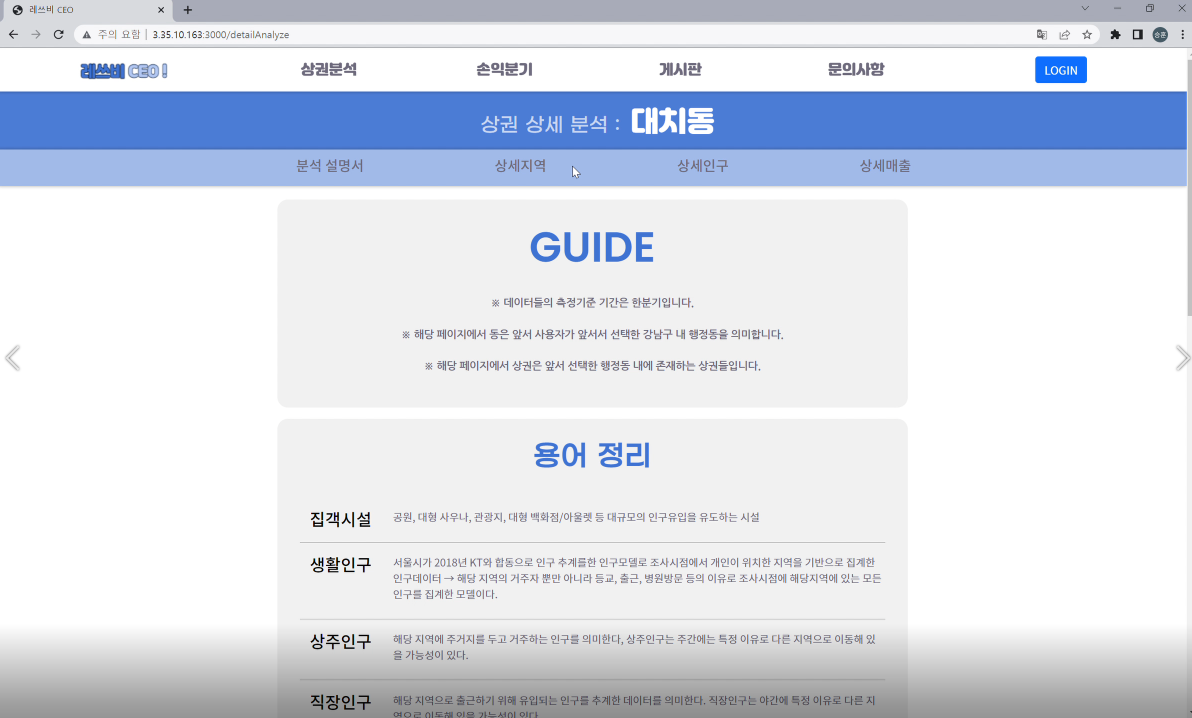 레쓰비 CEO
주의 요함 | 3.35.10.163:3000/detailAnalyze
레쓰비 CEO !
상권분석
손익분기
게시판
문의사항
LOGIN
상권 상세 분석 : 대치동
분석 설명서
상세지역
상세인구
상세매출
GUIDE
※ 데이터들의 측정기준 기간은 한분기입니다.
※ 해당 페이지에서 동은 앞서 사용자가 앞서서 선택한 강남구 내 행정동을 의미합니다.
※ 해당 페이지에서 상권은 앞서 선택한 행정동 내에 존재하는 상권들입니다.
용어 정리
집객시설
공원, 대형 사우나, 관광지, 대형 백화점/아울렛 등 대규모의 인구유입을 유도하는 시설
생활인구
서울시가 2018년 KT와 합동으로 인구 추계를한 인구모델로 조사시점에서 개인이 위치한 지역을 기반으로 집계한
인구데이터 → 해당 지역의 거주자 뿐만 아니라 등교, 출근, 병원방문 등의 이유로 조사시점에 해당지역에 있는 모든
인구를 집계한 모델이다.
상주인구
해당 지역에 주거지를 두고 거주하는 인구를 의미한다, 상주인구는 주간에는 특정 이유로 다른 지역으로 이동해 있
을 가능성이 있다.
직장인구
해당 지역으로 출근하기 위해 유입되는 인구를 추계한 데이터를 의미한다. 직장인구는 야간에 특정 이유로 다른 지
역으로 이동해 있을 가능성이 있다.